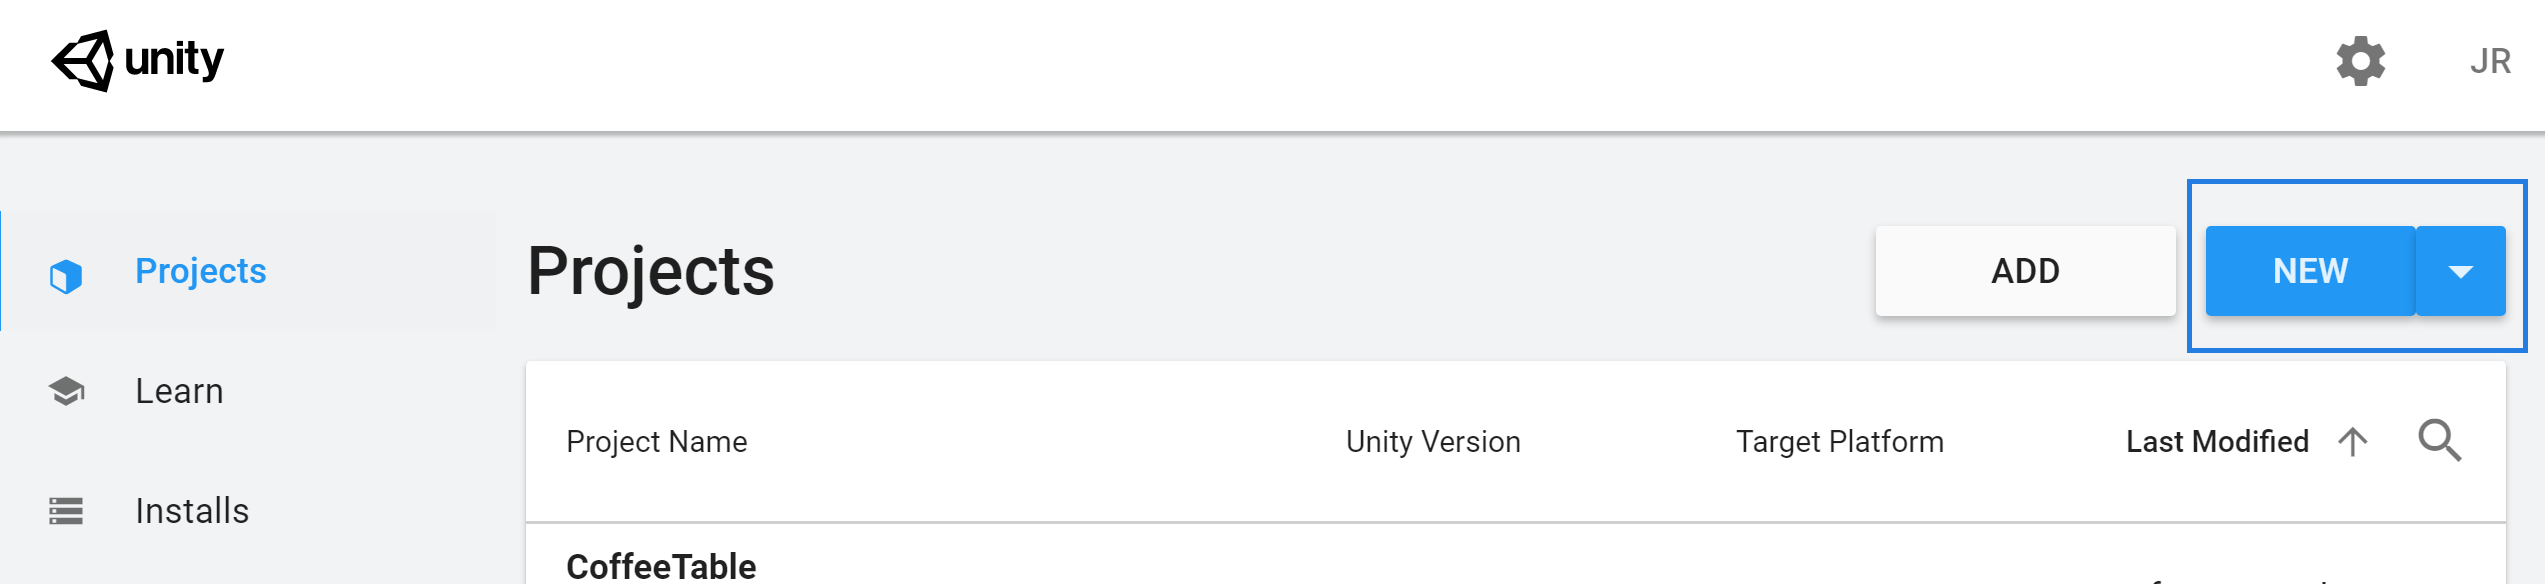 unity
JR
Projects
Learn
Installs
Projects
ADD
NEW
Project Name
Unity Version
Target Platform
Last Modified
CoffeeTable